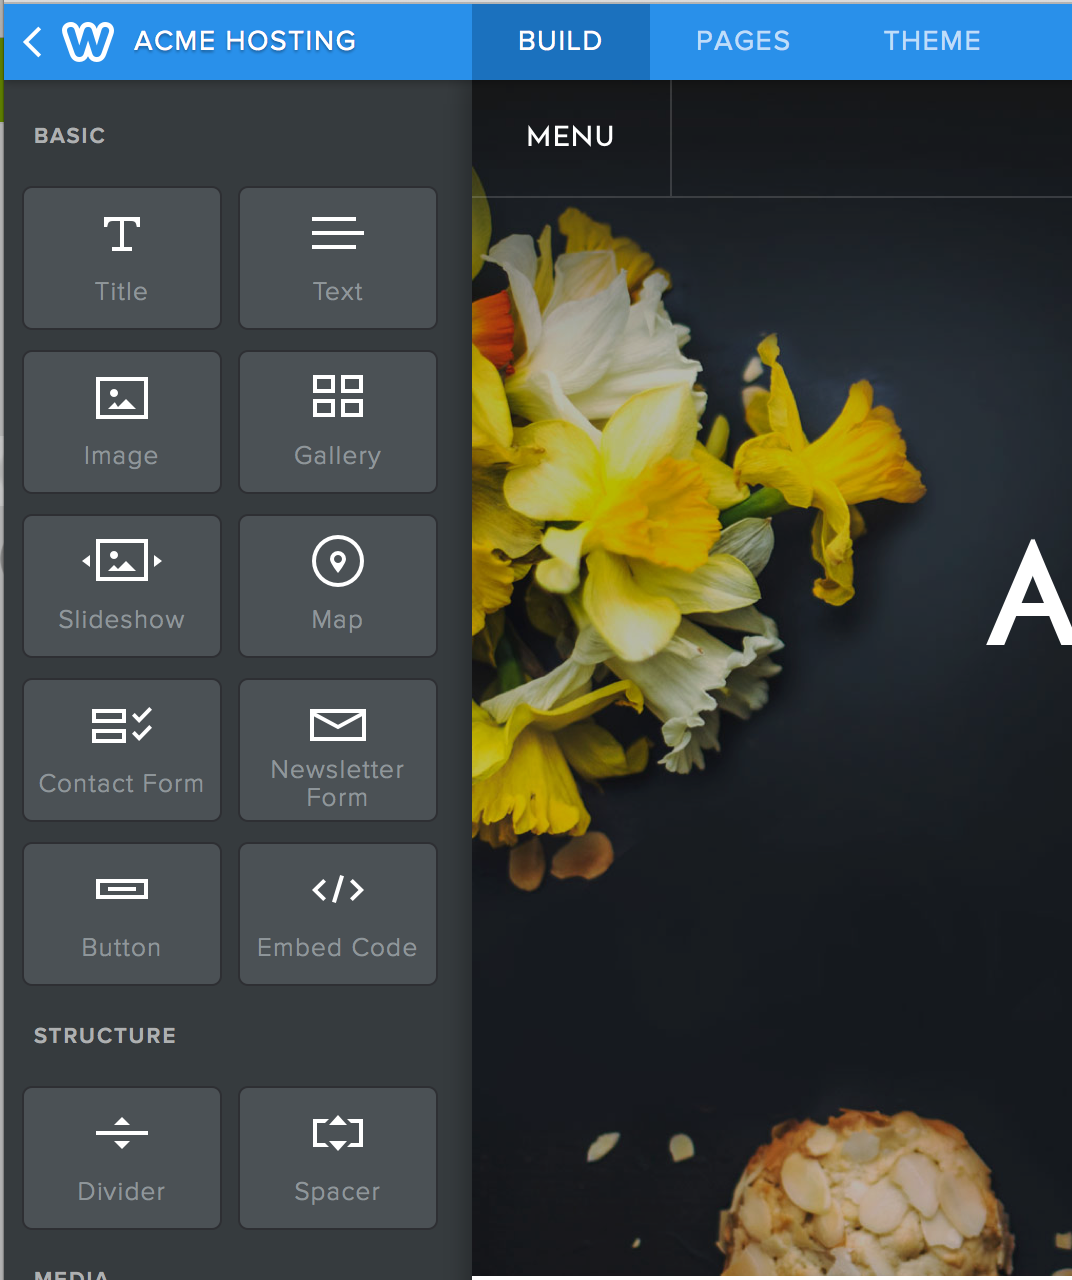 ACME HOSTING
BUILD
PAGES
THEME
BASIC
MENU
Title
Text
Image
Gallery
Slideshow
Map
Contact Form
Newsletter
Form
Button
Embed Code
STRUCTURE
Divider
Spacer
MEDIA
A